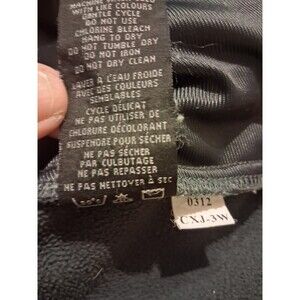 MACHINE
WITH LIKE COLOURS
GENTLE CYCLE
DO NOT USE
CHLORINE BLEACH
HANG TO DRY
DO NOT TUMBLE DRY
DO NOT IRON
DO NOT DRY CLEAN
LAVER À L'EAU FROIDE
AVEC DES COULEURS
SEMBLABLES
CYCLE DÉLICAT
NE PAS UTILISER DE
CHLORURE DÉCOLORANT
SUSPENDRE POUR SÉCHER
NE PAS SÉCHER
PAR CULBUTAGE
NE PAS REPASSER
NE PAS NETTOYER À SEC
0312
CXJ-3W